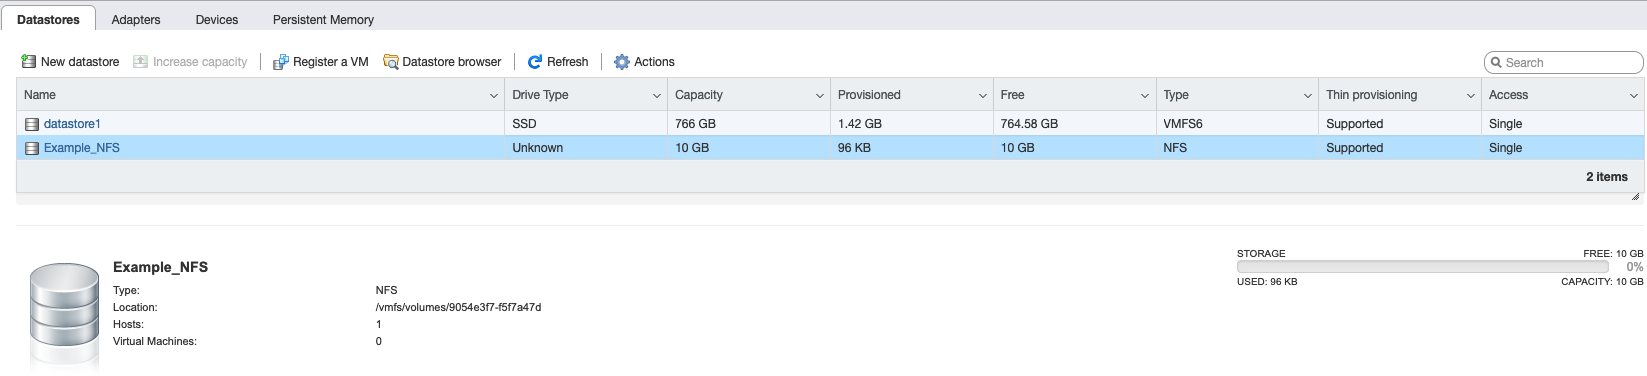 Datastores Adapters Devices Persistent Memory
New datastore Increase capacity Register a VM Datastore browser Refresh Actions Search
Name Drive Type Capacity Provisioned Free Type Thin provisioning Access
datastore1 SSD 766 GB 1.42 GB 764.58 GB VMFS6 Supported Single
Example_NFS Unknown 10 GB 96 KB 10 GB NFS Supported Single
2 items
STORAGE FREE: 10 GB
Example_NFS 0%
USED: 96 KB CAPACITY: 10 GB
Type: NFS
Location: /vmfs/volumes/9054e3f7-f5f7a47d
Hosts: 1
Virtual Machines: 0